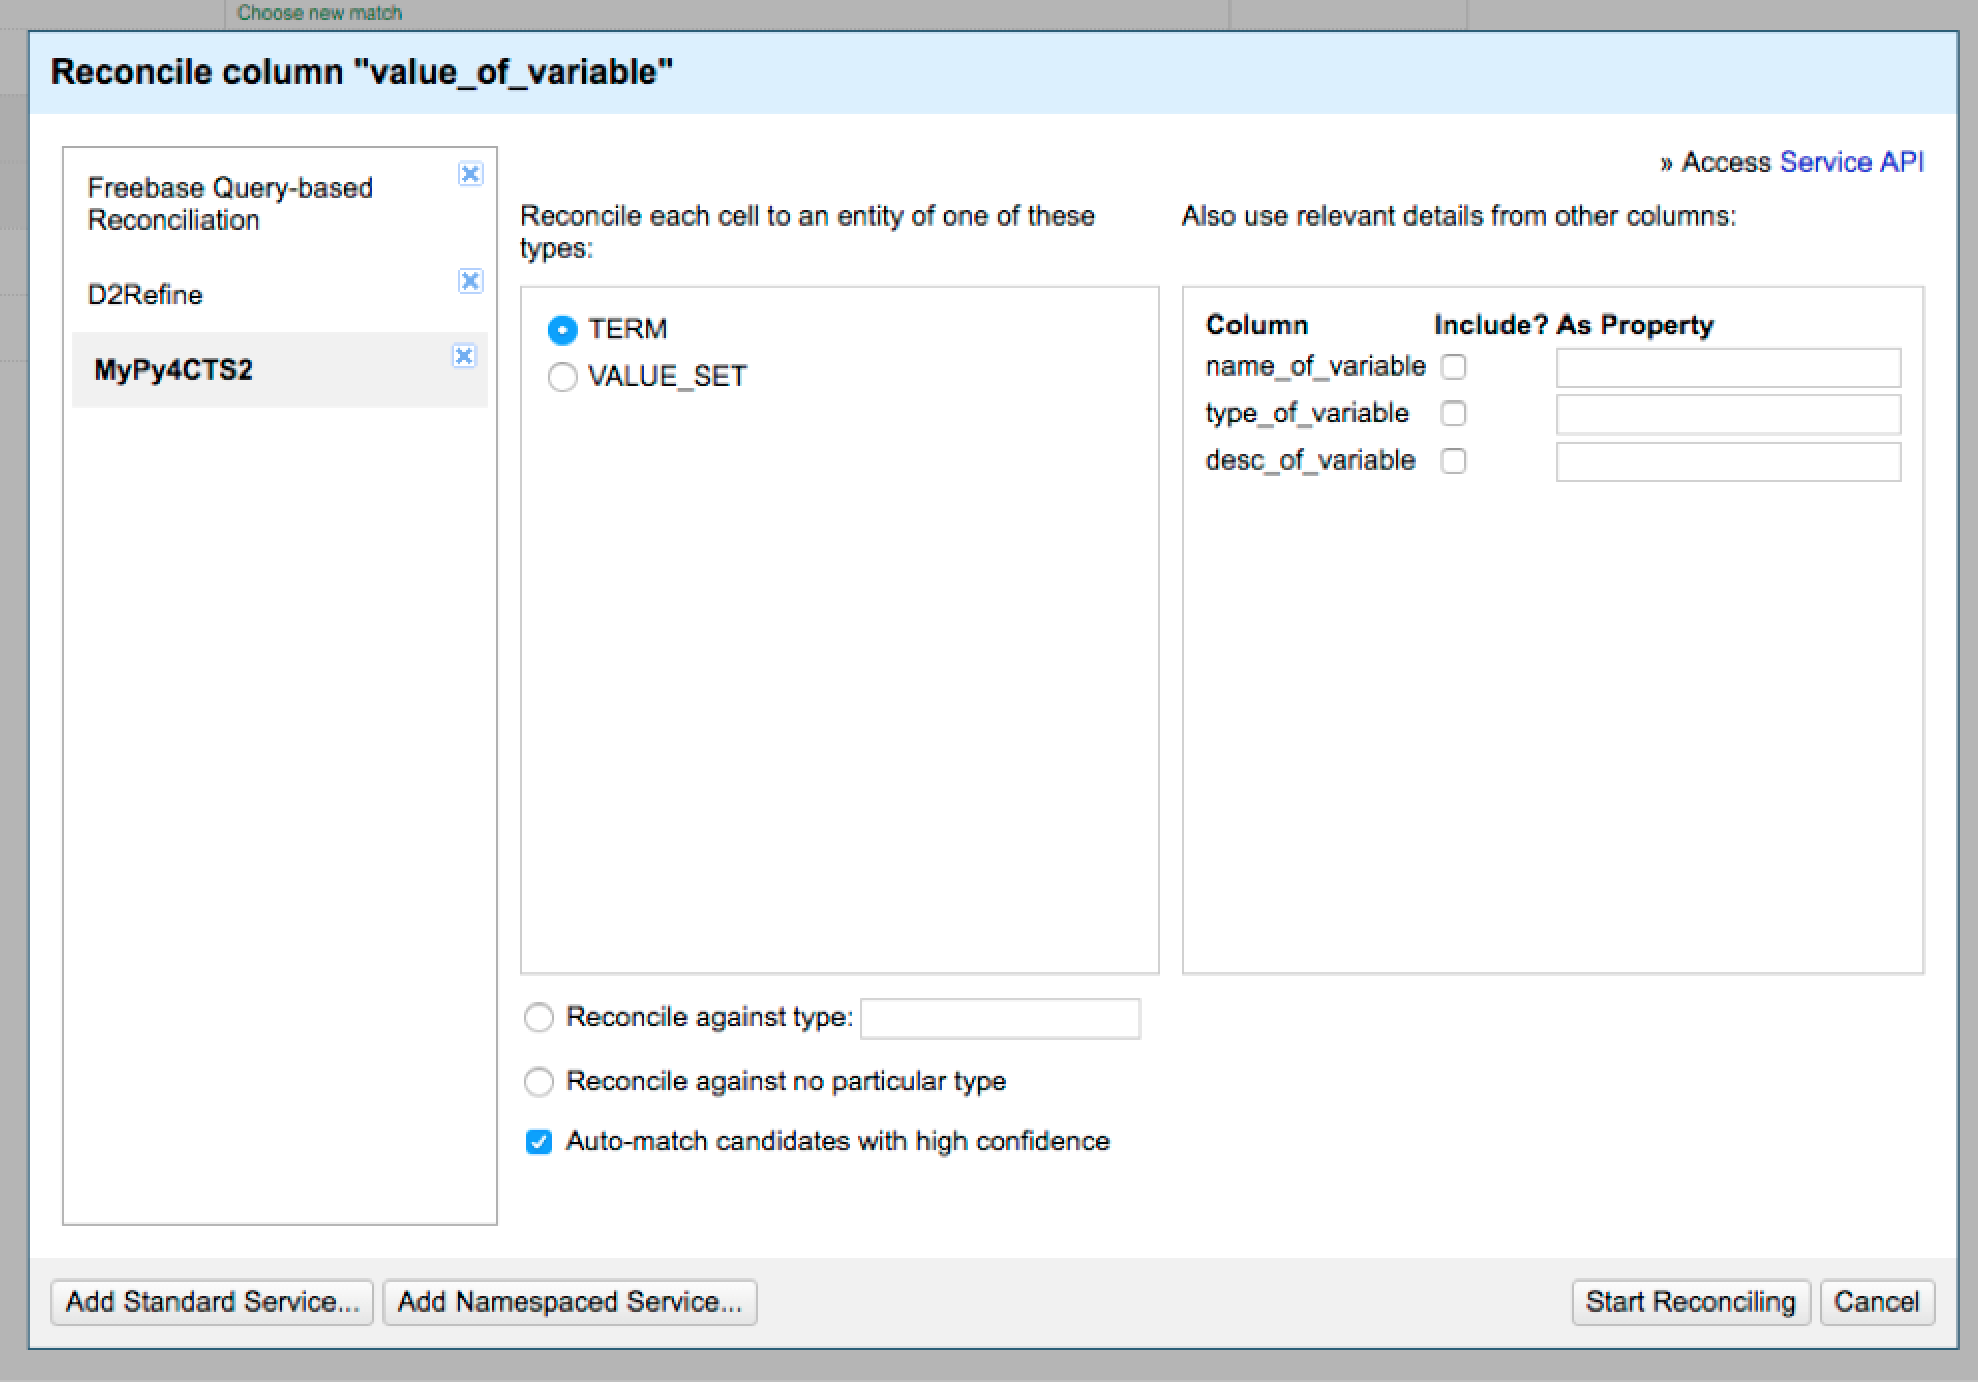 Choose new match
Reconcile column "value_of_variable"
Freebase Query-based
Reconciliation
D2Refine
MyPy4CTS2
» Access Service API
Reconcile each cell to an entity of one of these
types:
TERM
VALUE_SET
Also use relevant details from other columns:
Column Include? As Property
name_of_variable
type_of_variable
desc_of_variable
Reconcile against type:
Reconcile against no particular type
Auto-match candidates with high confidence
Add Standard Service... Add Namespaced Service... Start Reconciling Cancel